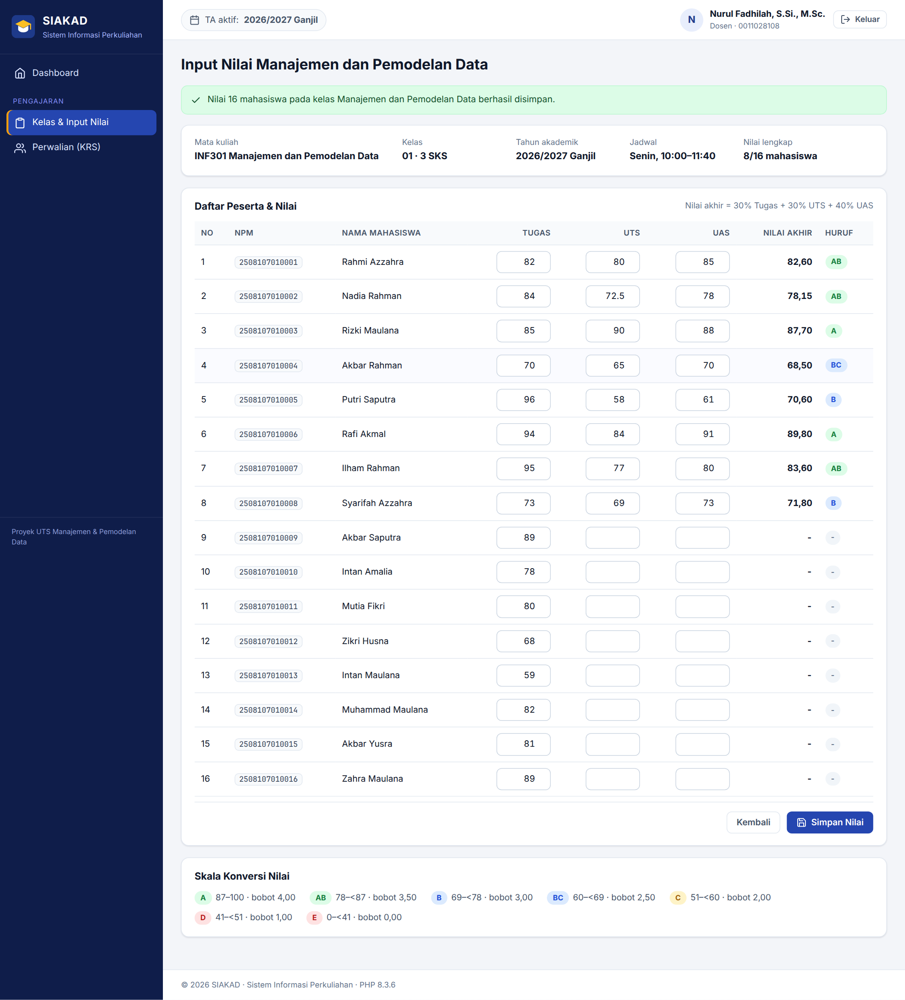 SIAKAD
Sistem Informasi Perkuliahan
Dashboard
PENGAJARAN
Kelas & Input Nilai
Perwalian (KRS)
Proyek UTS Manajemen & Pemodelan
Data
TA aktif: 2026/2027 Ganjil
N
Nurul Fadhilah, S.Si., M.Sc.
Dosen · 0011028108
Keluar
Input Nilai Manajemen dan Pemodelan Data
Nilai 16 mahasiswa pada kelas Manajemen dan Pemodelan Data berhasil disimpan.
Mata kuliah Kelas Tahun akademik Jadwal Nilai lengkap
INF301 Manajemen dan Pemodelan Data 01 · 3 SKS 2026/2027 Ganjil Senin, 10:00–11:40 8/16 mahasiswa
Daftar Peserta & Nilai Nilai akhir = 30% Tugas + 30% UTS + 40% UAS
NO NPM NAMA MAHASISWA TUGAS UTS UAS NILAI AKHIR HURUF
1 2508107010001 Rahmi Azzahra 82 80 85 82,60 AB
2 2508107010002 Nadia Rahman 84 72.5 78 78,15 AB
3 2508107010003 Rizki Maulana 85 90 88 87,70 A
4 2508107010004 Akbar Rahman 70 65 70 68,50 BC
5 2508107010005 Putri Saputra 96 58 61 70,60 B
6 2508107010006 Rafi Akmal 94 84 91 89,80 A
7 2508107010007 Ilham Rahman 95 77 80 83,60 AB
8 2508107010008 Syarifah Azzahra 73 69 73 71,80 B
9 2508107010009 Akbar Saputra 89 - -
10 2508107010010 Intan Amalia 78 - -
11 2508107010011 Mutia Fikri 80 - -
12 2508107010012 Zikri Husna 68 - -
13 2508107010013 Intan Maulana 59 - -
14 2508107010014 Muhammad Maulana 82 - -
15 2508107010015 Akbar Yusra 81 - -
16 2508107010016 Zahra Maulana 89 - -
Kembali Simpan Nilai
Skala Konversi Nilai
A 87–100 · bobot 4,00 AB 78–<87 · bobot 3,50 B 69–<78 · bobot 3,00 BC 60–<69 · bobot 2,50 C 51–<60 · bobot 2,00
D 41–<51 · bobot 1,00 E 0–<41 · bobot 0,00
© 2026 SIAKAD · Sistem Informasi Perkuliahan · PHP 8.3.6